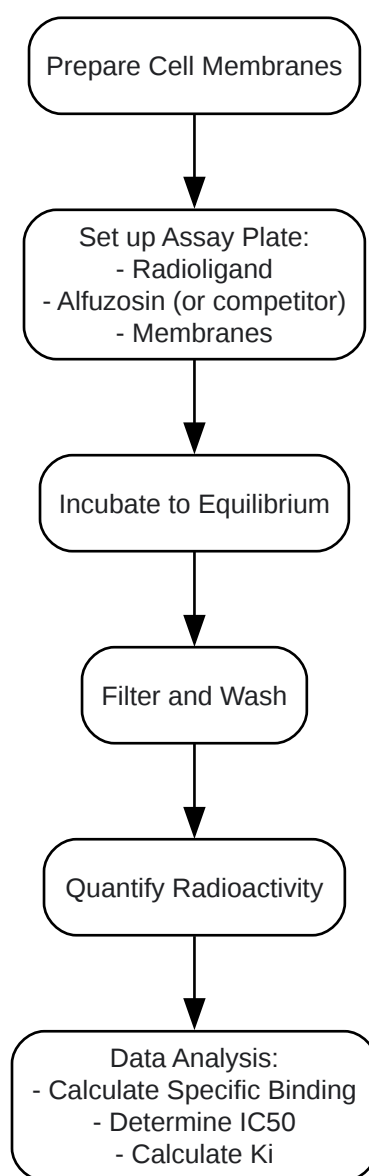 Prepare Cell Membranes
Set up Assay Plate:
- Radioligand
- Alfuzosin (or competitor)
- Membranes
Incubate to Equilibrium
Filter and Wash
Quantify Radioactivity
Data Analysis:
- Calculate Specific Binding
- Determine IC50
- Calculate Ki